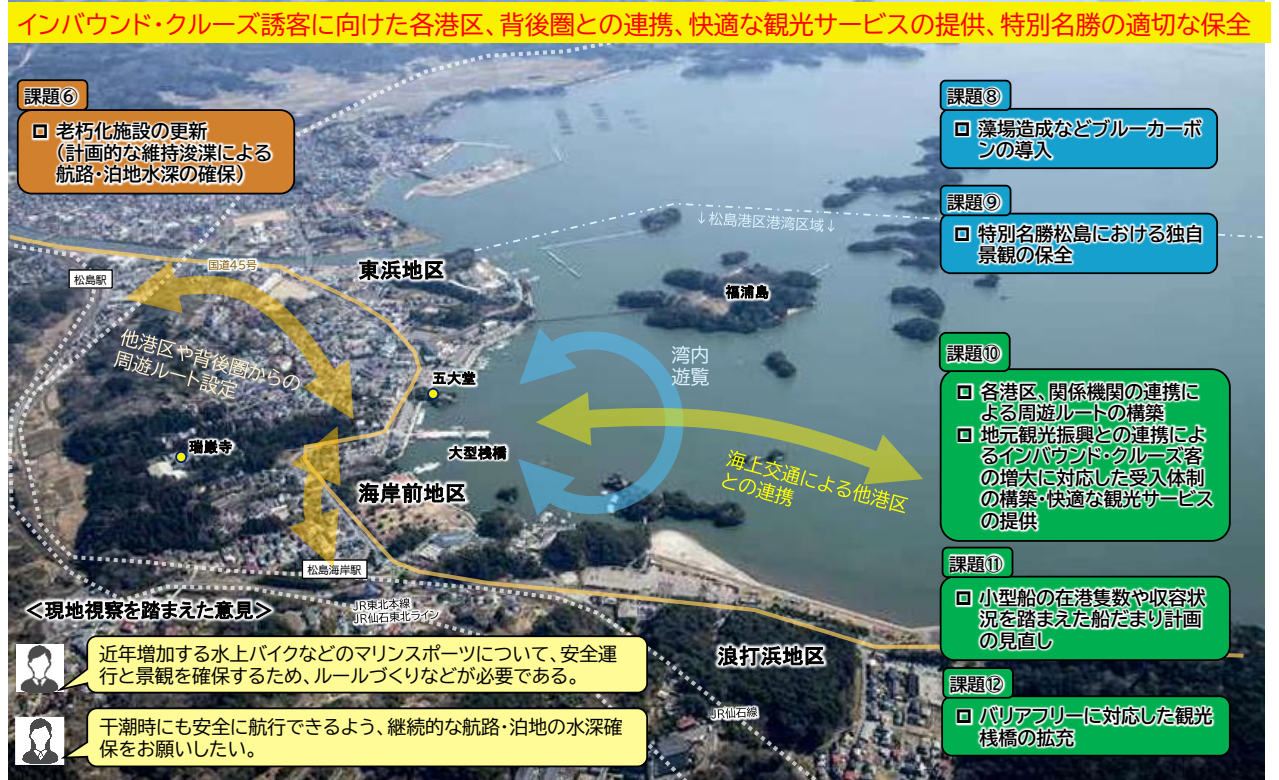 インバウンド・クルーズ誘客に向けた各港区、背後圏との連携、快適な観光サービスの提供、特別名勝の適切な保全
課題⑥
老朽化施設の更新
（計画的な維持浚渫による
航路・泊地水深の確保）
課題⑧
藻場造成などブルーカーボ
ンの導入
課題⑨
特別名勝松島における独自
景観の保全
↓松島港区港湾区域↓
国道45号
松島駅
東浜地区
福浦島
他港区や背後圏からの
周遊ルート設定
湾内
遊覧
五大堂
瑞巌寺
大型桟橋
海岸前地区
海上交通による他港区
との連携
課題⑩
各港区、関係機関の連携に
よる周遊ルートの構築
地元観光振興との連携によ
るインバウンド・クルーズ客
の増大に対応した受入体制
の構築・快適な観光サービス
の提供
松島海岸駅
課題⑪
小型船の在港隻数や収容状
況を踏まえた船だまり計画
の見直し
JR東北本線
JR仙石東北ライン
＜現地視察を踏まえた意見＞
近年増加する水上バイクなどのマリンスポーツについて、安全運
行と景観を確保するため、ルールづくりなどが必要である。
浪打浜地区
課題⑫
バリアフリーに対応した観光
桟橋の拡充
JR仙石線
干潮時にも安全に航行できるよう、継続的な航路・泊地の水深確
保をお願いしたい。